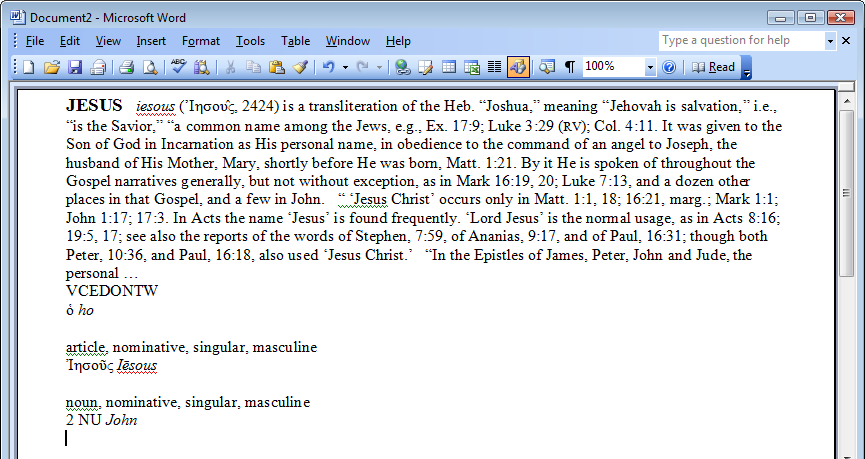 Document2 - Microsoft Word
File Edit View Insert Format Tools Table Window Help Type a question for help
ABC 100% Read
JESUS iesous (Ἰησοῦς, 2424) is a transliteration of the Heb. “Joshua,” meaning “Jehovah is salvation,” i.e.,
“is the Savior,” “a common name among the Jews, e.g., Ex. 17:9; Luke 3:29 (RV); Col. 4:11. It was given to the
Son of God in Incarnation as His personal name, in obedience to the command of an angel to Joseph, the
husband of His Mother, Mary, shortly before He was born, Matt. 1:21. By it He is spoken of throughout the
Gospel narratives generally, but not without exception, as in Mark 16:19, 20; Luke 7:13, and a dozen other
places in that Gospel, and a few in John. “ ‘Jesus Christ’ occurs only in Matt. 1:1, 18; 16:21, marg.; Mark 1:1;
John 1:17; 17:3. In Acts the name ‘Jesus’ is found frequently. ‘Lord Jesus’ is the normal usage, as in Acts 8:16;
19:5, 17; see also the reports of the words of Stephen, 7:59, of Ananias, 9:17, and of Paul, 16:31; though both
Peter, 10:36, and Paul, 16:18, also used ‘Jesus Christ.’ “In the Epistles of James, Peter, John and Jude, the
personal …
VCEDONTW
ὁ ho
article, nominative, singular, masculine
Ἰησοῦς Iēsous
noun, nominative, singular, masculine
2 NU John